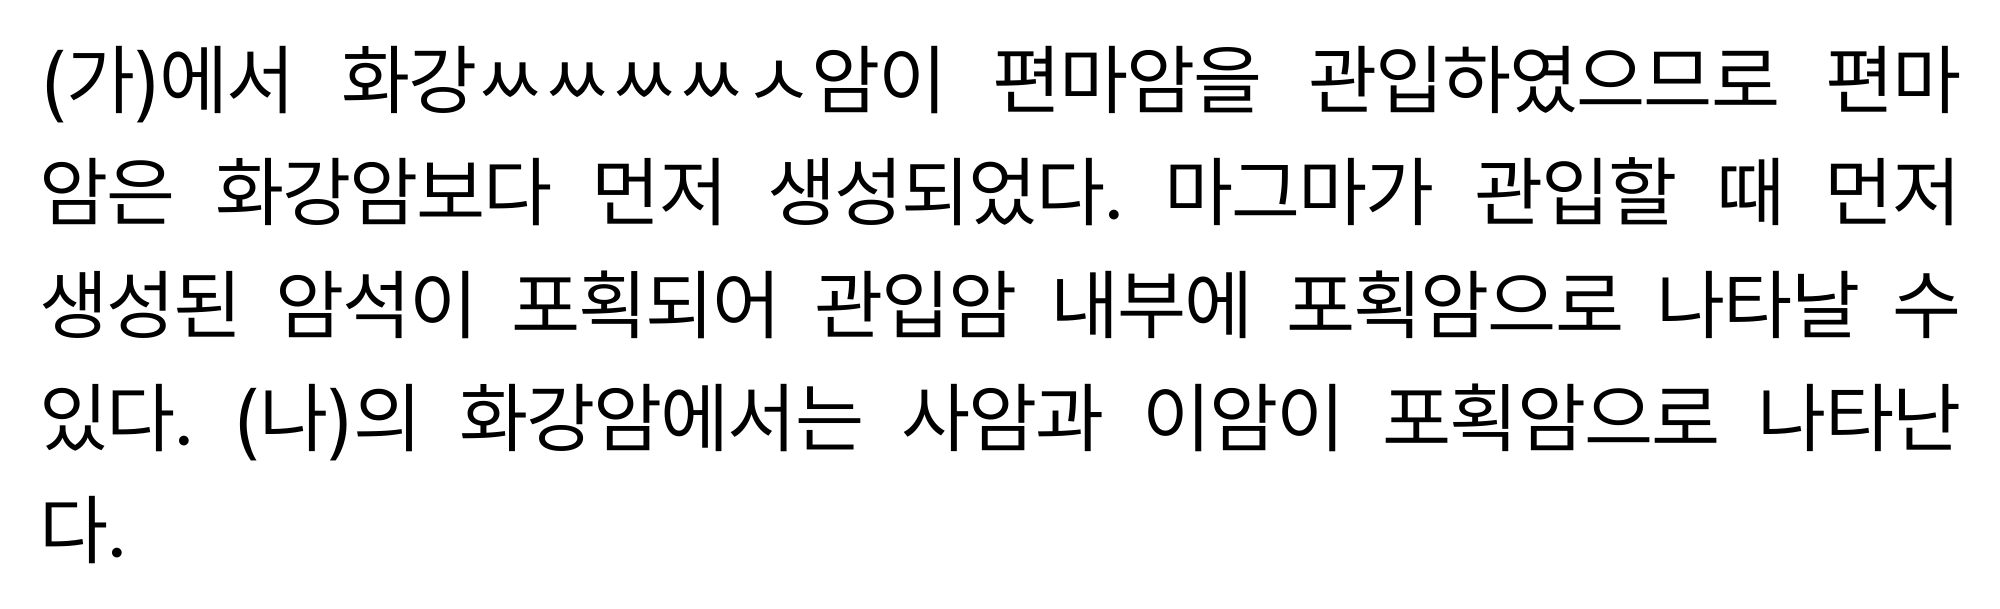 (가)에서 화강ㅆㅆㅆㅆㅅ암이 편마암을 관입하였으므로 편마
암은 화강암보다 먼저 생성되었다. 마그마가 관입할 때 먼저
생성된 암석이 포획되어 관입암 내부에 포획암으로 나타날 수
있다. (나)의 화강암에서는 사암과 이암이 포획암으로 나타난
다.